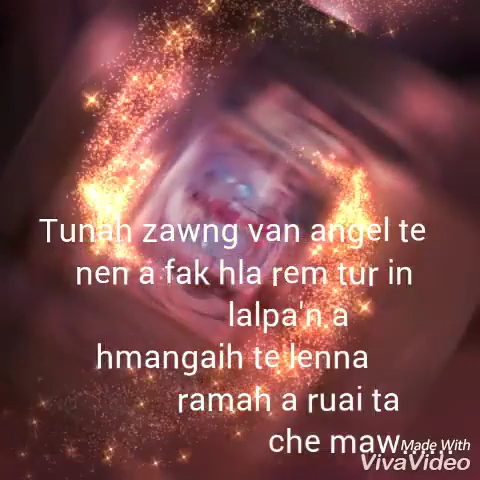 Tunah zawng van angel te
nen a fak hla rem tur in
lalpa'n a
hmangaih te lenna
ramah a ruai ta
che maw......
Made With
VivaVideo